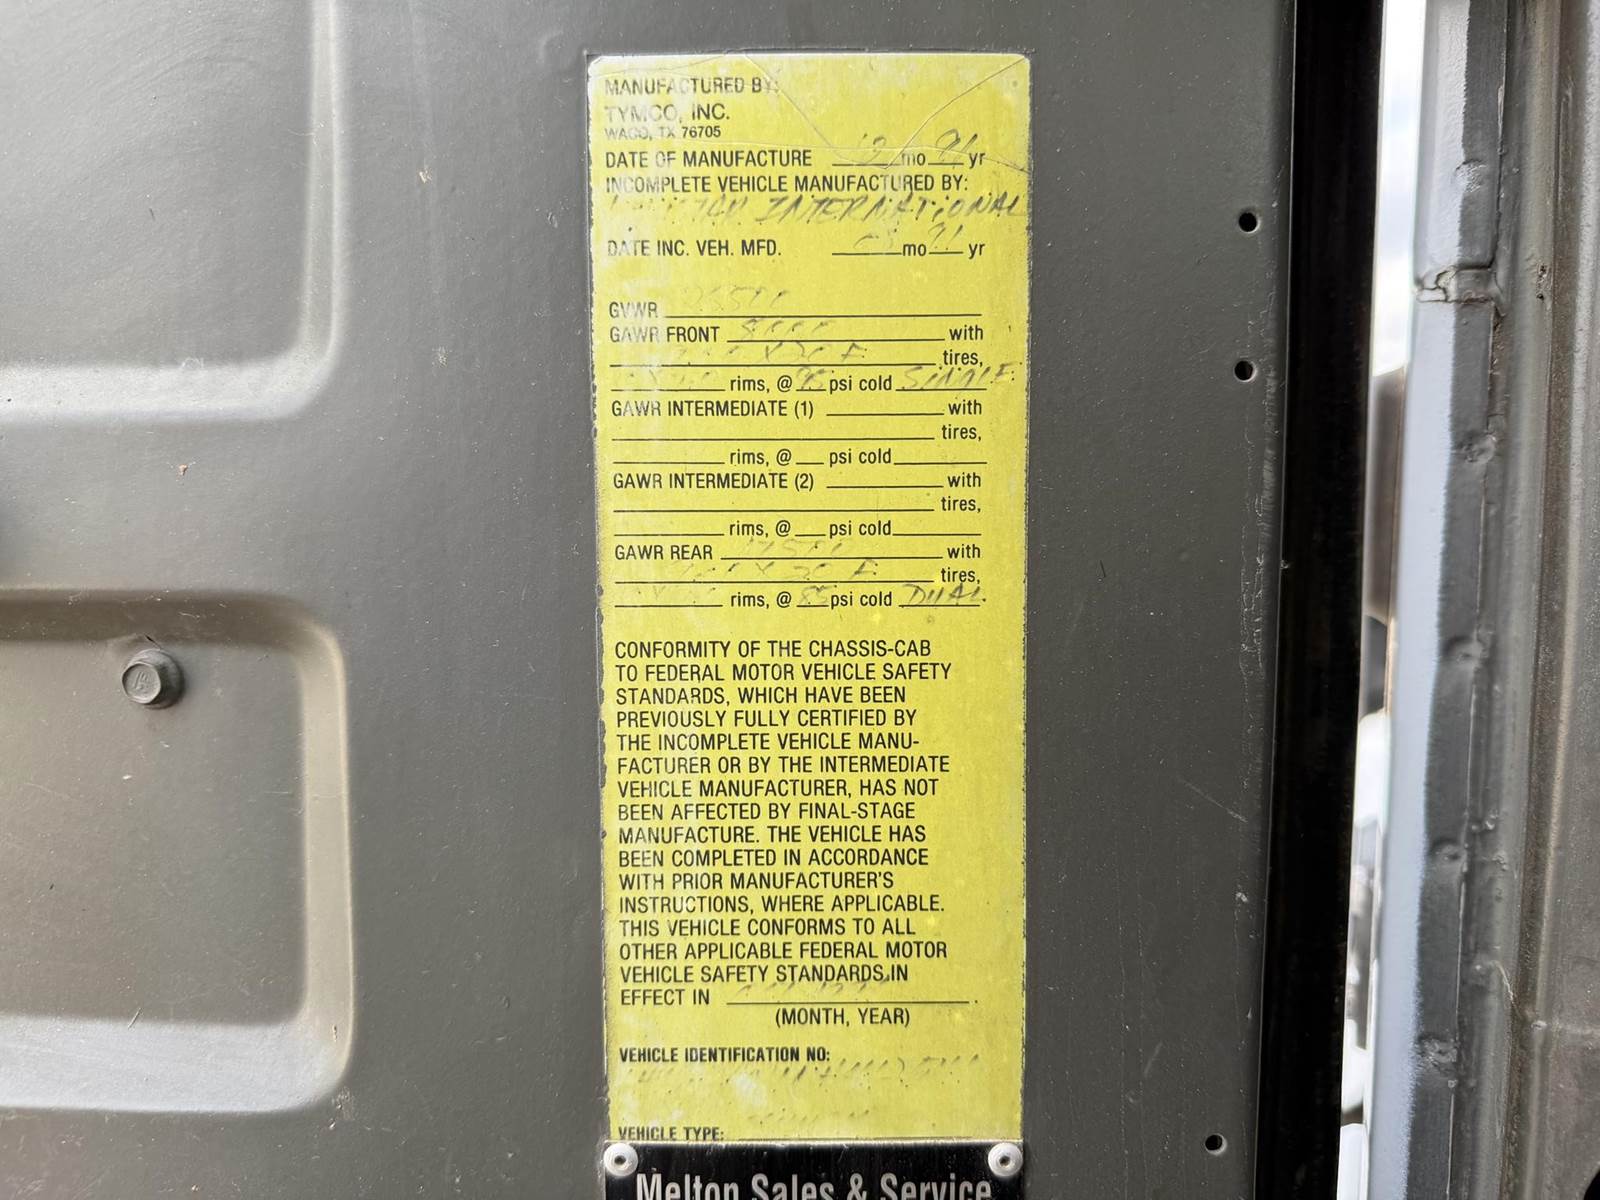 MANUFACTURED BY:
TYMCO, INC.
WACO, TX 76705
DATE OF MANUFACTURE 12 mo 91 yr
INCOMPLETE VEHICLE MANUFACTURED BY:
INTERNATIONAL
DATE INC. VEH. MFD. mo 91 yr
GVWR
GAWR FRONT with
tires,
rims, @ 95 psi cold SINGLE
GAWR INTERMEDIATE (1) with
tires,
rims, @ psi cold
GAWR INTERMEDIATE (2) with
tires,
rims, @ psi cold
GAWR REAR with
tires,
rims, @ 85 psi cold DUAL
CONFORMITY OF THE CHASSIS-CAB
TO FEDERAL MOTOR VEHICLE SAFETY
STANDARDS, WHICH HAVE BEEN
PREVIOUSLY FULLY CERTIFIED BY
THE INCOMPLETE VEHICLE MANU-
FACTURER OR BY THE INTERMEDIATE
VEHICLE MANUFACTURER, HAS NOT
BEEN AFFECTED BY FINAL-STAGE
MANUFACTURE. THE VEHICLE HAS
BEEN COMPLETED IN ACCORDANCE
WITH PRIOR MANUFACTURER'S
INSTRUCTIONS, WHERE APPLICABLE.
THIS VEHICLE CONFORMS TO ALL
OTHER APPLICABLE FEDERAL MOTOR
VEHICLE SAFETY STANDARDS, IN
EFFECT IN .
(MONTH, YEAR)
VEHICLE IDENTIFICATION NO:
VEHICLE TYPE:
Melton Sales & Service